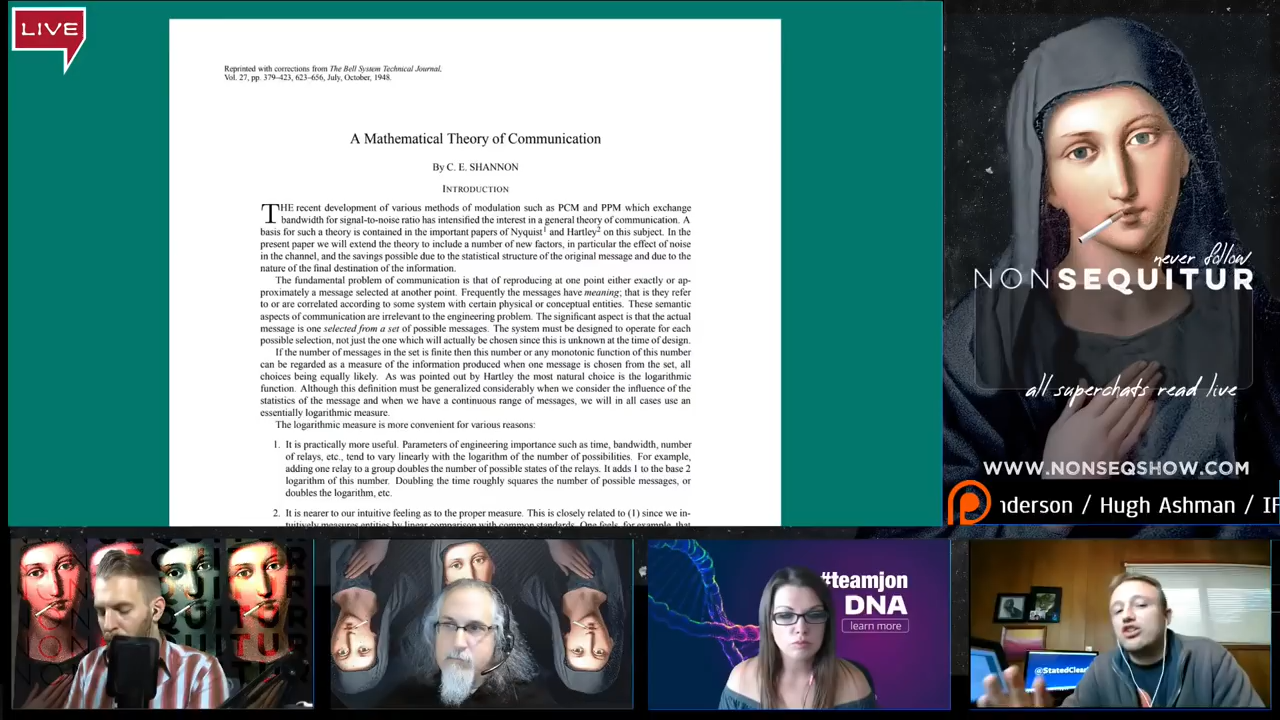 LIVE
Reprinted with corrections from The Bell System Technical Journal,
Vol. 27, pp. 379–423, 623–656, July, October, 1948.
A Mathematical Theory of Communication
By C. E. SHANNON
INTRODUCTION
THE recent development of various methods of modulation such as PCM and PPM which exchange
bandwidth for signal-to-noise ratio has intensified the interest in a general theory of communication. A
basis for such a theory is contained in the important papers of Nyquist1 and Hartley2 on this subject. In the
present paper we will extend the theory to include a number of new factors, in particular the effect of noise
in the channel, and the savings possible due to the statistical structure of the original message and due to the
nature of the final destination of the information.
The fundamental problem of communication is that of reproducing at one point either exactly or ap-
proximately a message selected at another point. Frequently the messages have meaning; that is they refer
to or are correlated according to some system with certain physical or conceptual entities. These semantic
aspects of communication are irrelevant to the engineering problem. The significant aspect is that the actual
message is one selected from a set of possible messages. The system must be designed to operate for each
possible selection, not just the one which will actually be chosen since this is unknown at the time of design.
If the number of messages in the set is finite then this number or any monotonic function of this number
can be regarded as a measure of the information produced when one message is chosen from the set, all
choices being equally likely. As was pointed out by Hartley the most natural choice is the logarithmic
function. Although this definition must be generalized considerably when we consider the influence of the
statistics of the message and when we have a continuous range of messages, we will in all cases use an
essentially logarithmic measure.
The logarithmic measure is more convenient for various reasons:
1. It is practically more useful. Parameters of engineering importance such as time, bandwidth, number
of relays, etc., tend to vary linearly with the logarithm of the number of possibilities. For example,
adding one relay to a group doubles the number of possible states of the relays. It adds 1 to the base 2
logarithm of this number. Doubling the time roughly squares the number of possible messages, or
doubles the logarithm, etc.
2. It is nearer to our intuitive feeling as to the proper measure. This is closely related to (1) since we in-
tuitively measures entities by linear comparison with common standards. One feels, for example, that
never follow
NONSEQUITUR
all superchats read live
WWW.NONSEQSHOW.COM
nderson / Hugh Ashman / IF
#teamjon
DNA
learn more
@StatedClear